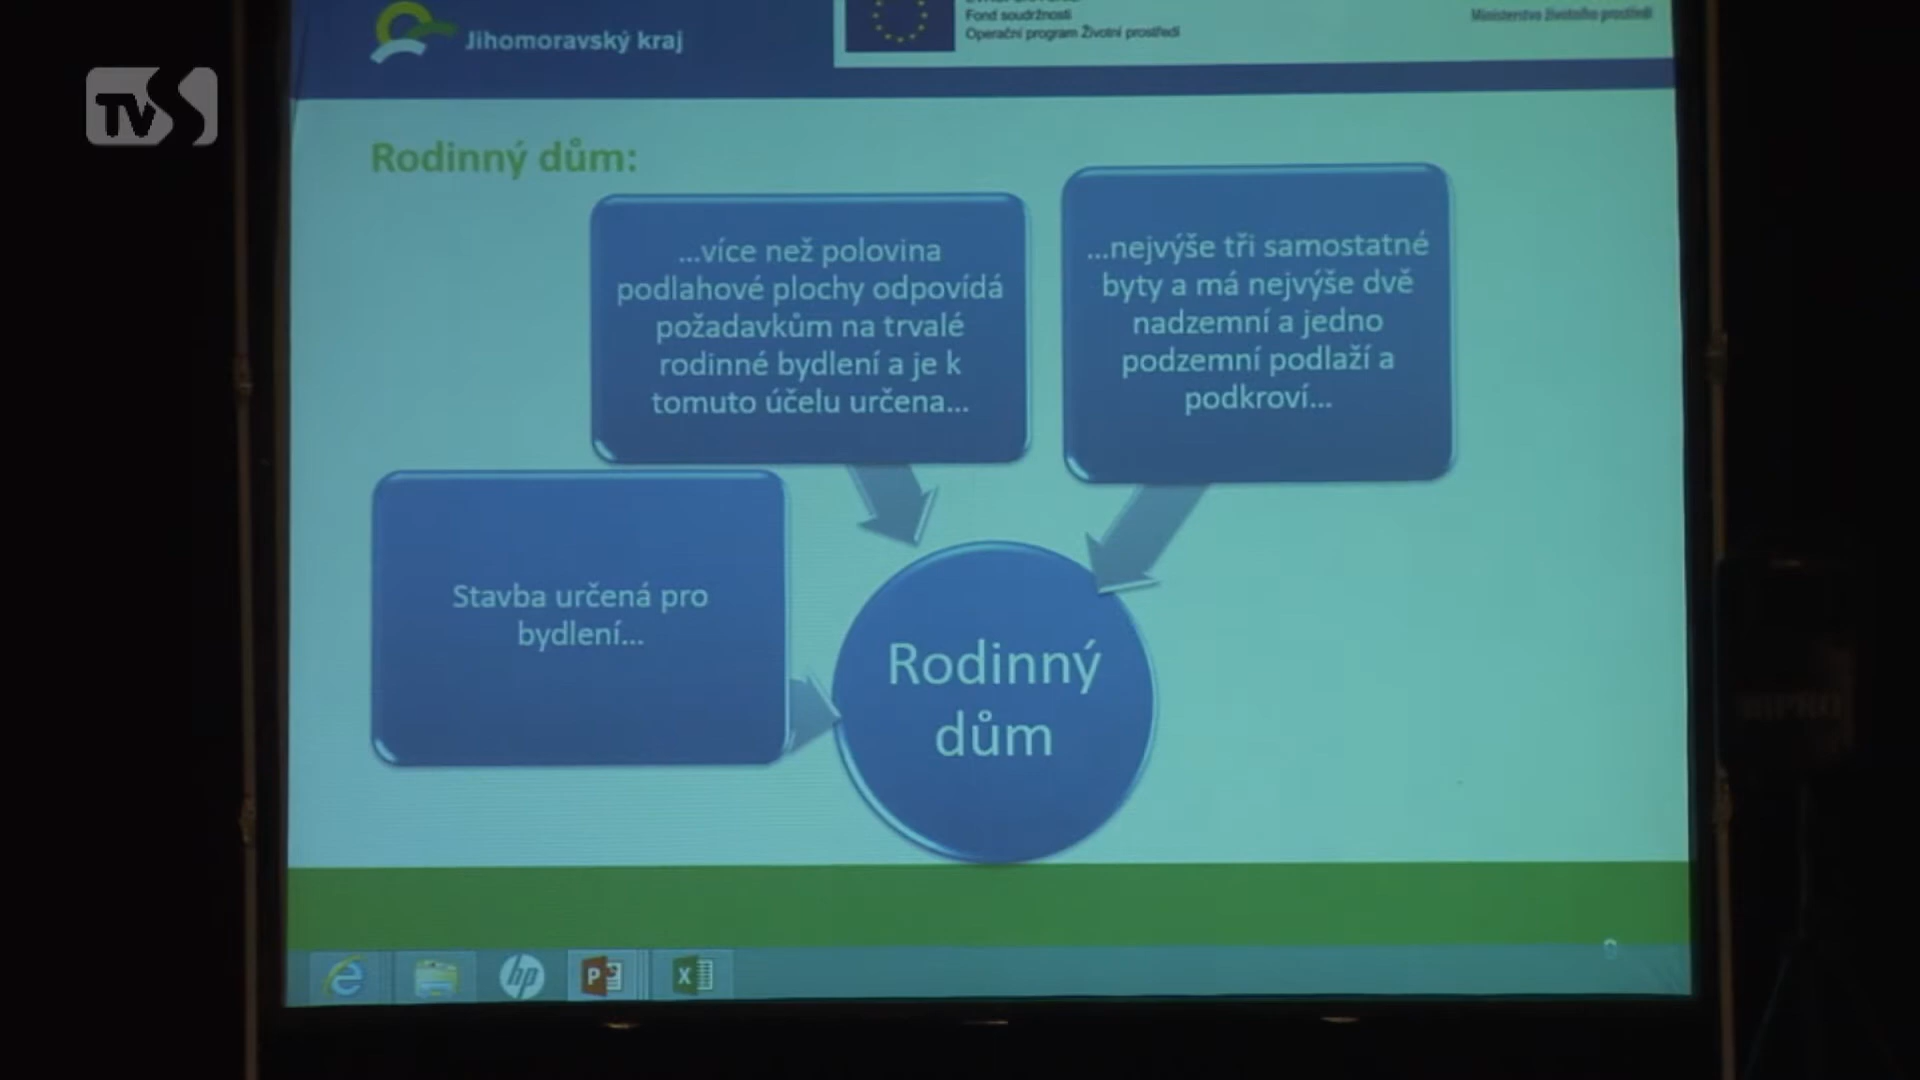 Jihomoravský kraj
Fond soudržnosti
Operační program Životní prostředí
Ministerstvo životního prostředí
TVS
Rodinný dům:
...více než polovina
podlahové plochy odpovídá
požadavkům na trvalé
rodinné bydlení a je k
tomuto účelu určena...
...nejvýše tři samostatné
byty a má nejvýše dvě
nadzemní a jedno
podzemní podlaží a
podkroví...
Stavba určená pro
bydlení...
Rodinný
dům
hp